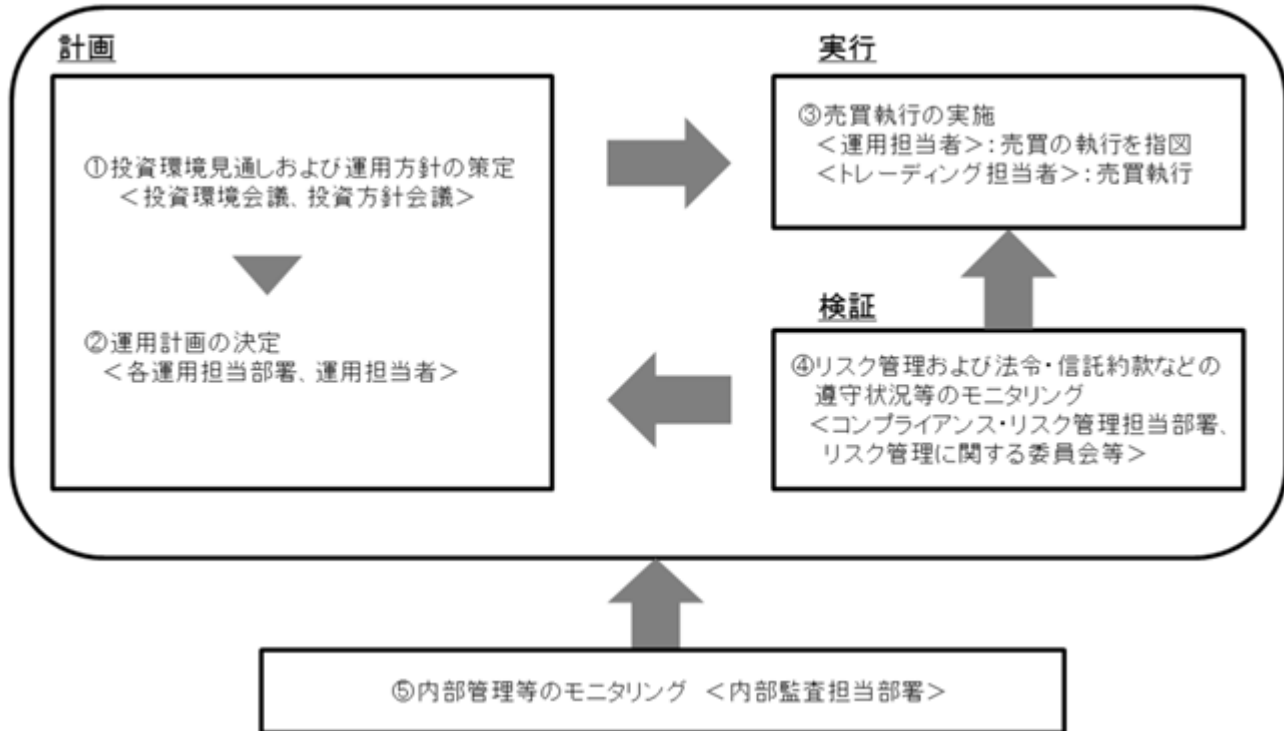 計画
①投資環境見通しおよび運用方針の策定
＜投資環境会議、投資方針会議＞
②運用計画の決定
＜各運用担当部署、運用担当者＞
実行
③売買執行の実施
＜運用担当者＞：売買の執行を指図
＜トレーディング担当者＞：売買執行
検証
④リスク管理および法令・信託約款などの
遵守状況等のモニタリング
＜コンプライアンス・リスク管理担当部署、
リスク管理に関する委員会等＞
⑤内部管理等のモニタリング ＜内部監査担当部署＞